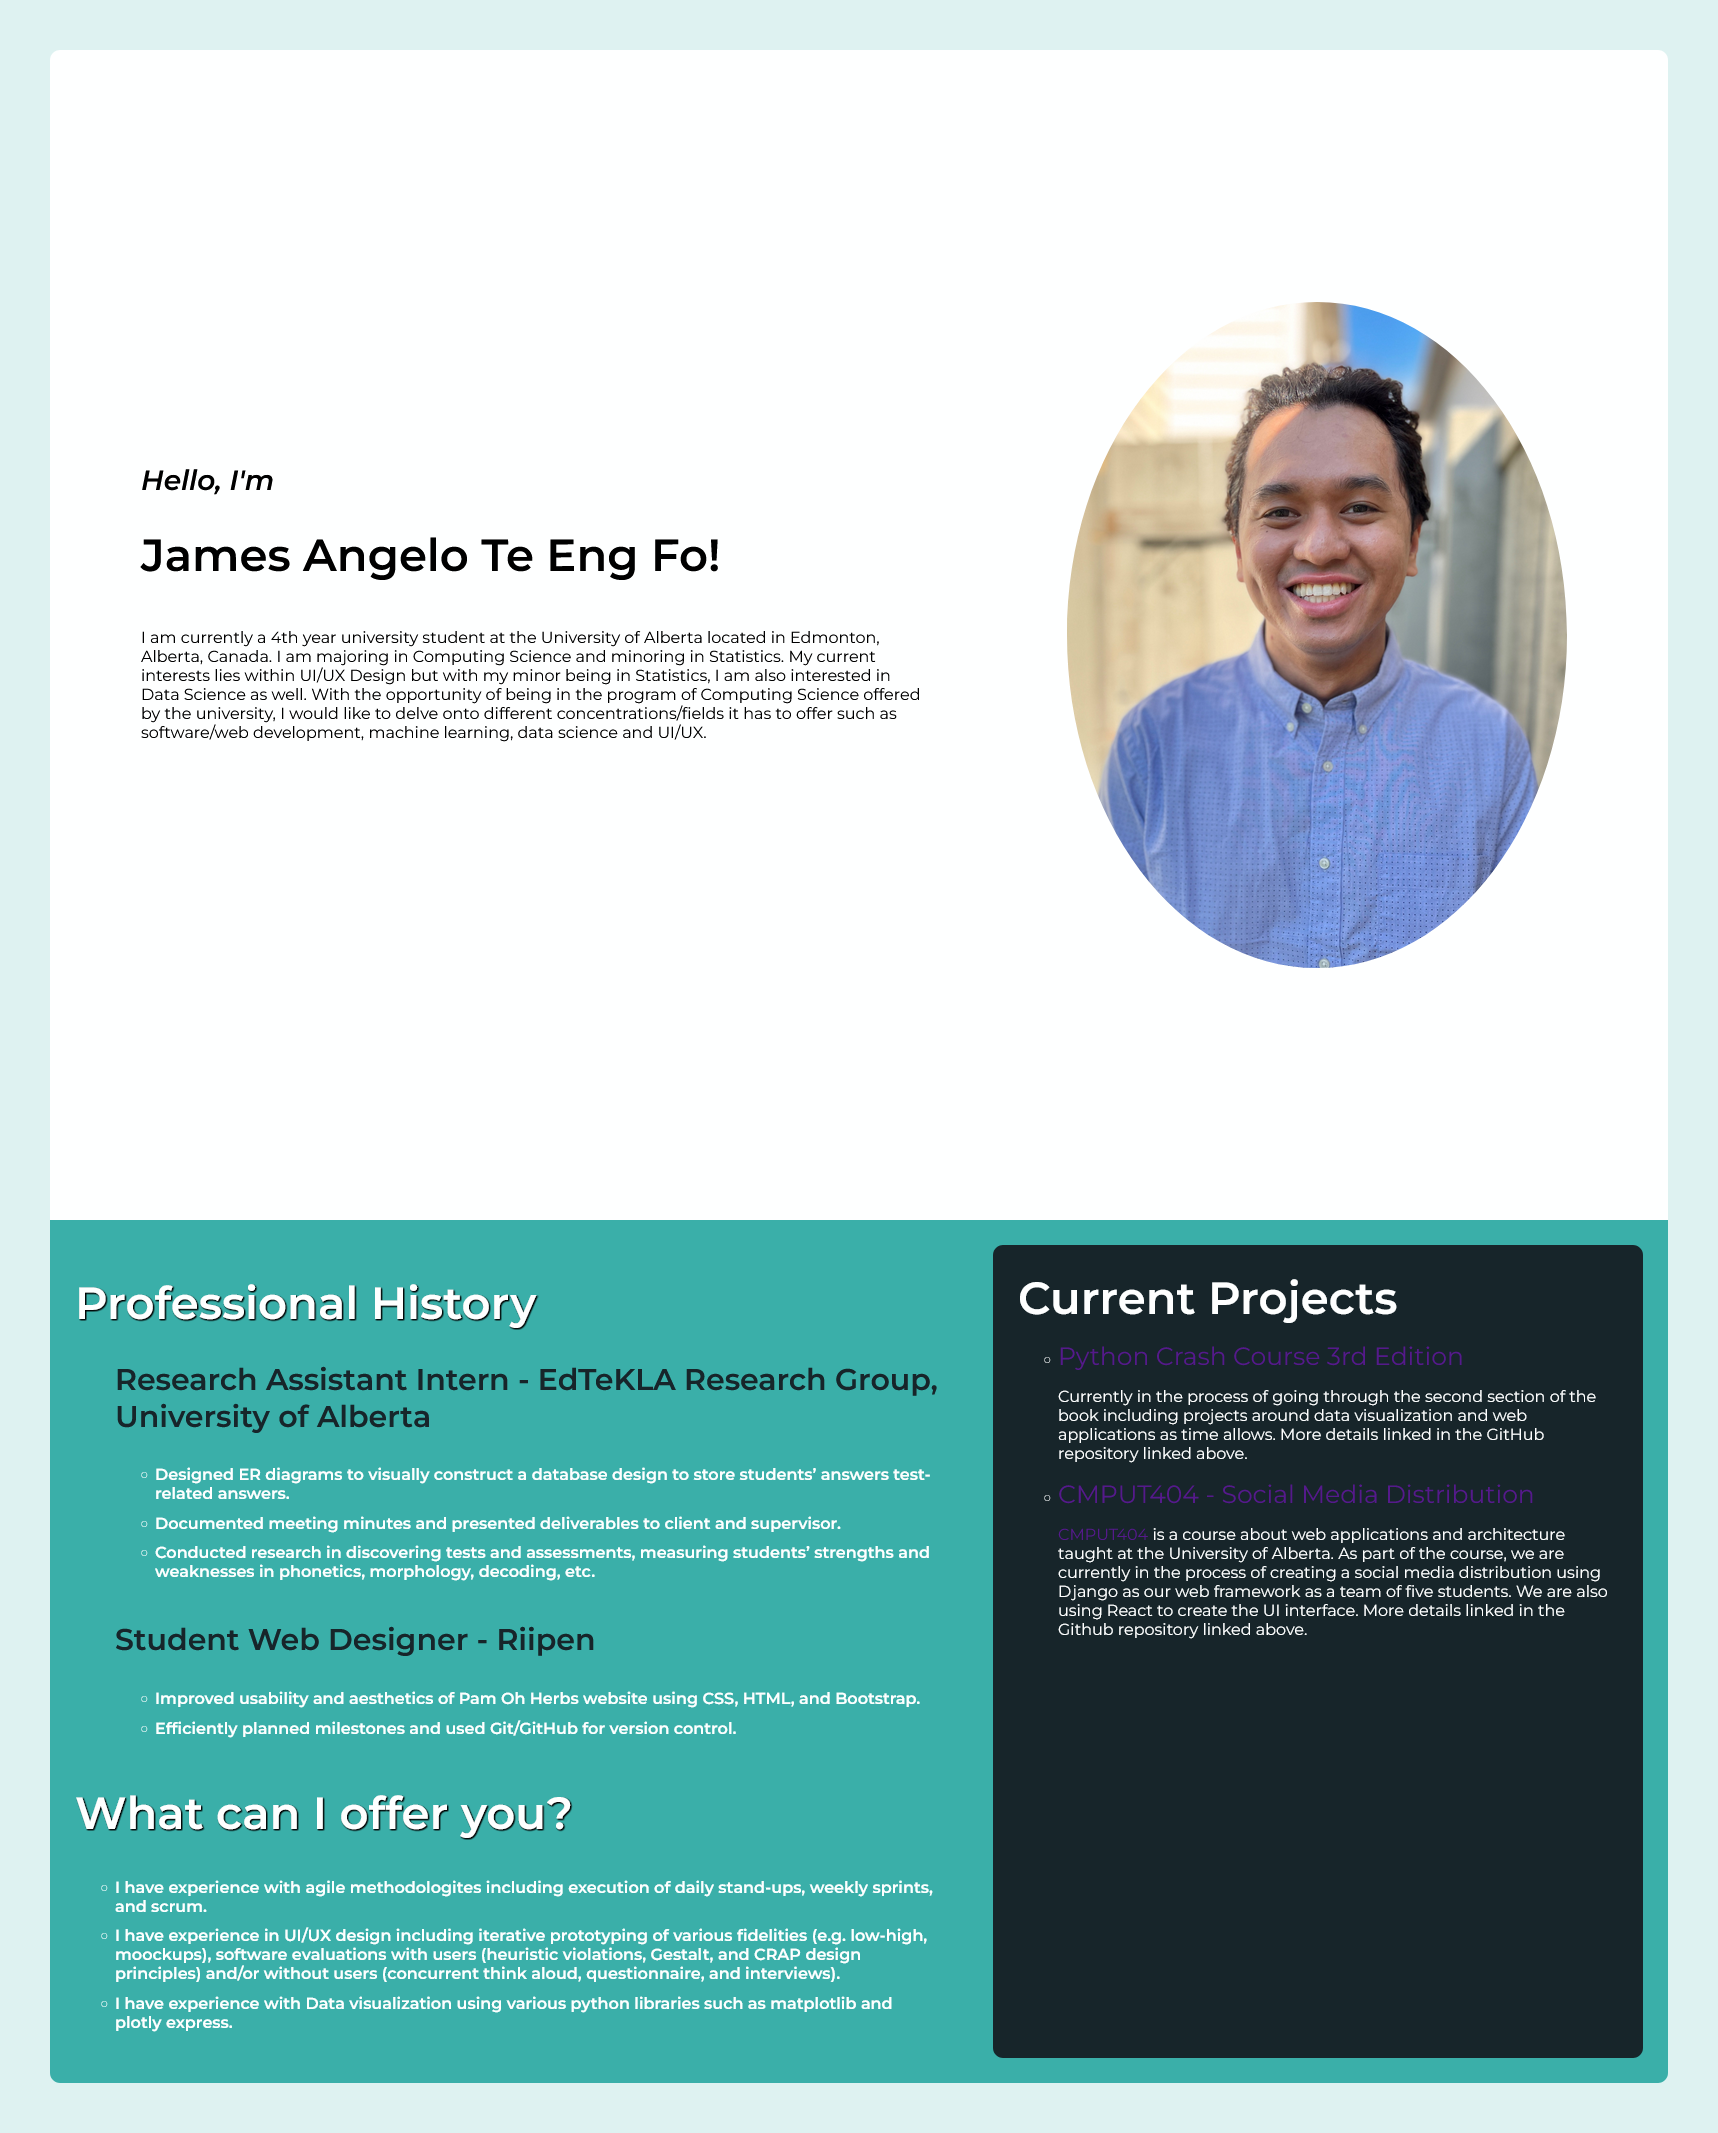 Hello, I'm
James Angelo Te Eng Fo!
I am currently a 4th year university student at the University of Alberta located in Edmonton,
Alberta, Canada. I am majoring in Computing Science and minoring in Statistics. My current
interests lies within UI/UX Design but with my minor being in Statistics, I am also interested in
Data Science as well. With the opportunity of being in the program of Computing Science offered
by the university, I would like to delve onto different concentrations/fields it has to offer such as
software/web development, machine learning, data science and UI/UX.
Professional History
Research Assistant Intern - EdTeKLA Research Group,
University of Alberta
Designed ER diagrams to visually construct a database design to store students’ answers test-
related answers.
Documented meeting minutes and presented deliverables to client and supervisor.
Conducted research in discovering tests and assessments, measuring students’ strengths and
weaknesses in phonetics, morphology, decoding, etc.
Student Web Designer - Riipen
Improved usability and aesthetics of Pam Oh Herbs website using CSS, HTML, and Bootstrap.
Efficiently planned milestones and used Git/GitHub for version control.
What can I offer you?
I have experience with agile methodologites including execution of daily stand-ups, weekly sprints,
and scrum.
I have experience in UI/UX design including iterative prototyping of various fidelities (e.g. low-high,
moockups), software evaluations with users (heuristic violations, Gestalt, and CRAP design
principles) and/or without users (concurrent think aloud, questionnaire, and interviews).
I have experience with Data visualization using various python libraries such as matplotlib and
plotly express.
Current Projects
Python Crash Course 3rd Edition
Currently in the process of going through the second section of the
book including projects around data visualization and web
applications as time allows. More details linked in the GitHub
repository linked above.
CMPUT404 - Social Media Distribution
CMPUT404 is a course about web applications and architecture
taught at the University of Alberta. As part of the course, we are
currently in the process of creating a social media distribution using
Django as our web framework as a team of five students. We are also
using React to create the UI interface. More details linked in the
Github repository linked above.